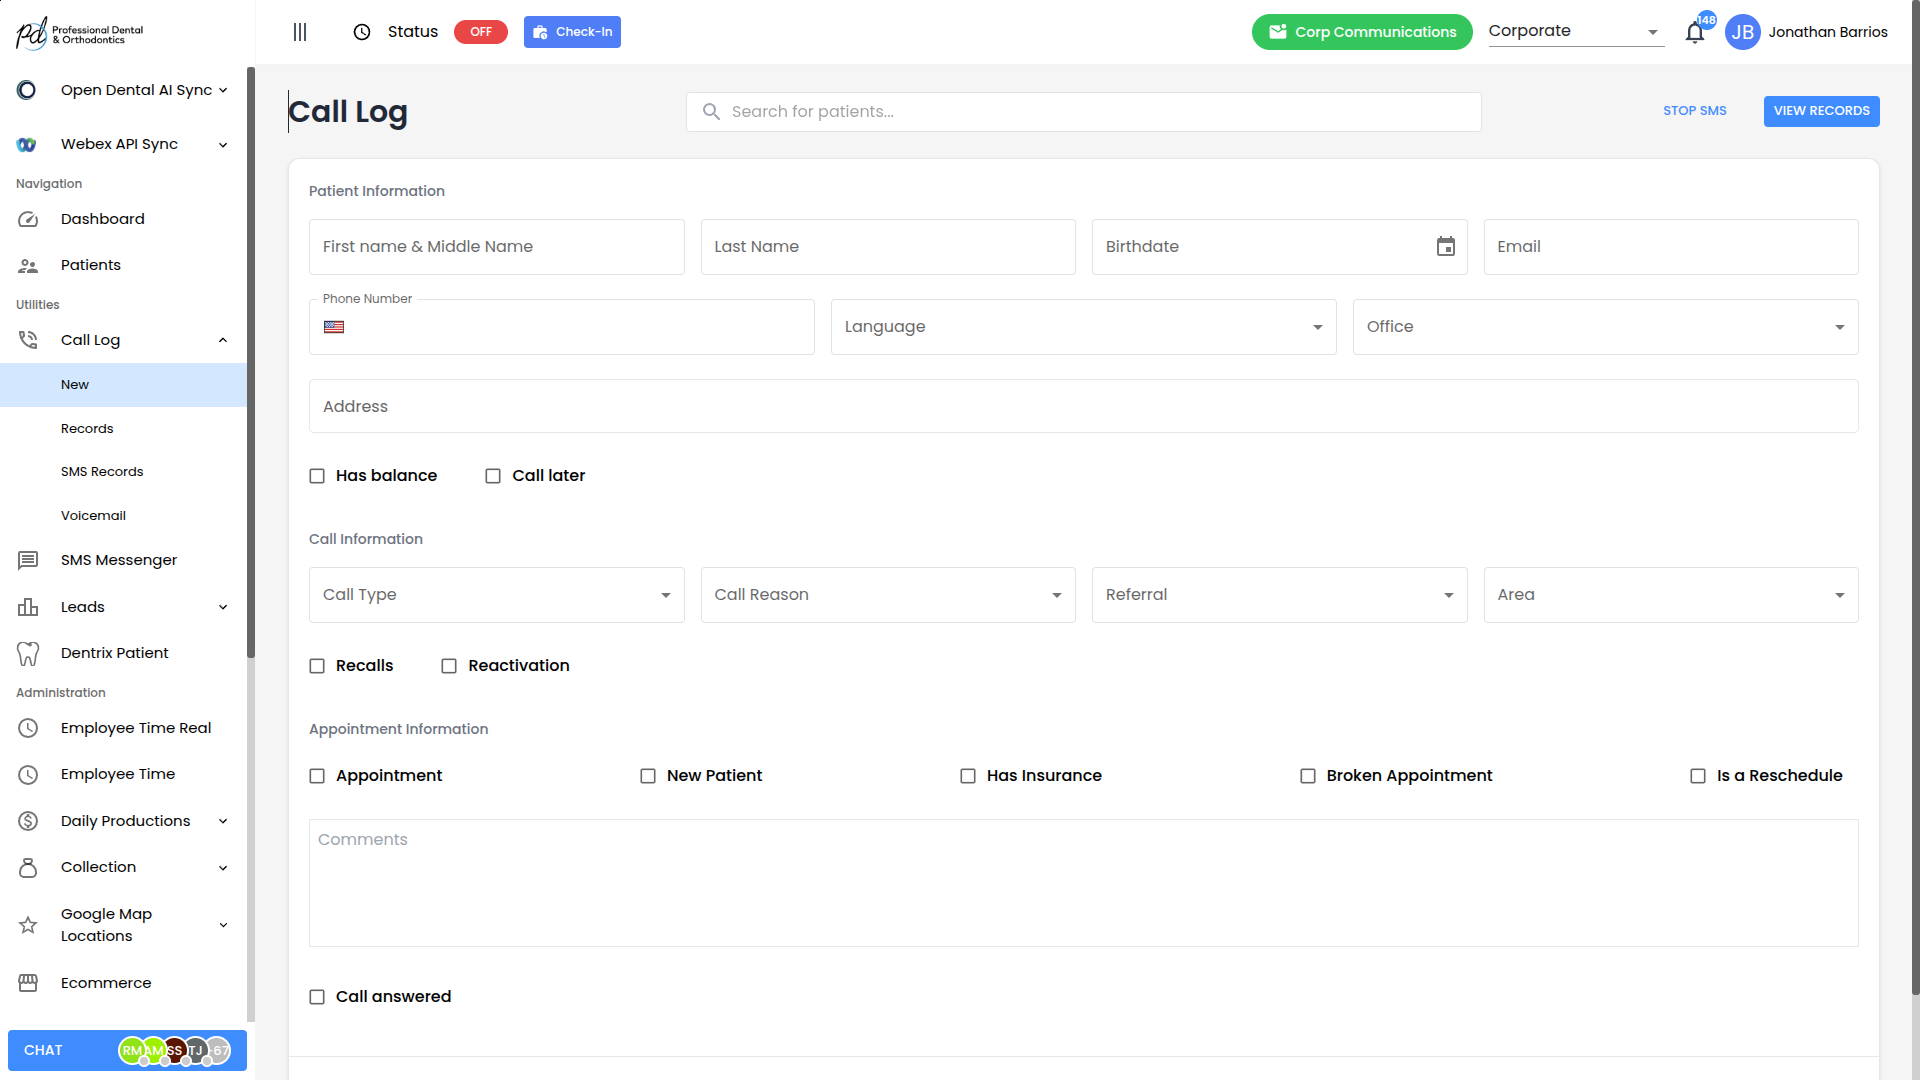 pd Professional Dental
& Orthodontics
Status
OFF
Check-In
Corp Communications
Corporate
148
JB
Jonathan Barrios
Open Dental AI Sync
Webex API Sync
Navigation
Dashboard
Patients
Utilities
Call Log
New
Records
SMS Records
Voicemail
SMS Messenger
Leads
Dentrix Patient
Administration
Employee Time Real
Employee Time
Daily Productions
Collection
Google Map
Locations
Ecommerce
CHAT
RM
AM
SS
TJ
+67
Call Log
Search for patients...
STOP SMS
VIEW RECORDS
Patient Information
First name & Middle Name
Last Name
Birthdate
Email
Phone Number
Language
Office
Address
Has balance
Call later
Call Information
Call Type
Call Reason
Referral
Area
Recalls
Reactivation
Appointment Information
Appointment
New Patient
Has Insurance
Broken Appointment
Is a Reschedule
Comments
Call answered